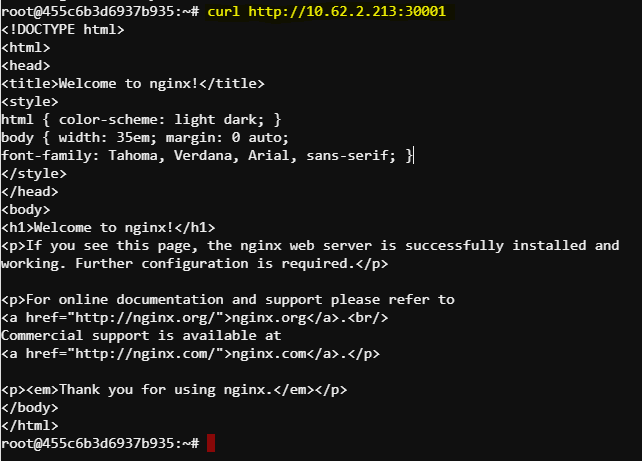 root@455c6b3d6937b935:~# curl http://10.62.2.213:30001
<!DOCTYPE html>
<html>
<head>
<title>Welcome to nginx!</title>
<style>
html { color-scheme: light dark; }
body { width: 35em; margin: 0 auto;
font-family: Tahoma, Verdana, Arial, sans-serif; }
</style>
</head>
<body>
<h1>Welcome to nginx!</h1>
<p>If you see this page, the nginx web server is successfully installed and
working. Further configuration is required.</p>

<p>For online documentation and support please refer to
<a href="http://nginx.org/">nginx.org</a>.<br/>
Commercial support is available at
<a href="http://nginx.com/">nginx.com</a>.</p>

<p><em>Thank you for using nginx.</em></p>
</body>
</html>
root@455c6b3d6937b935:~#